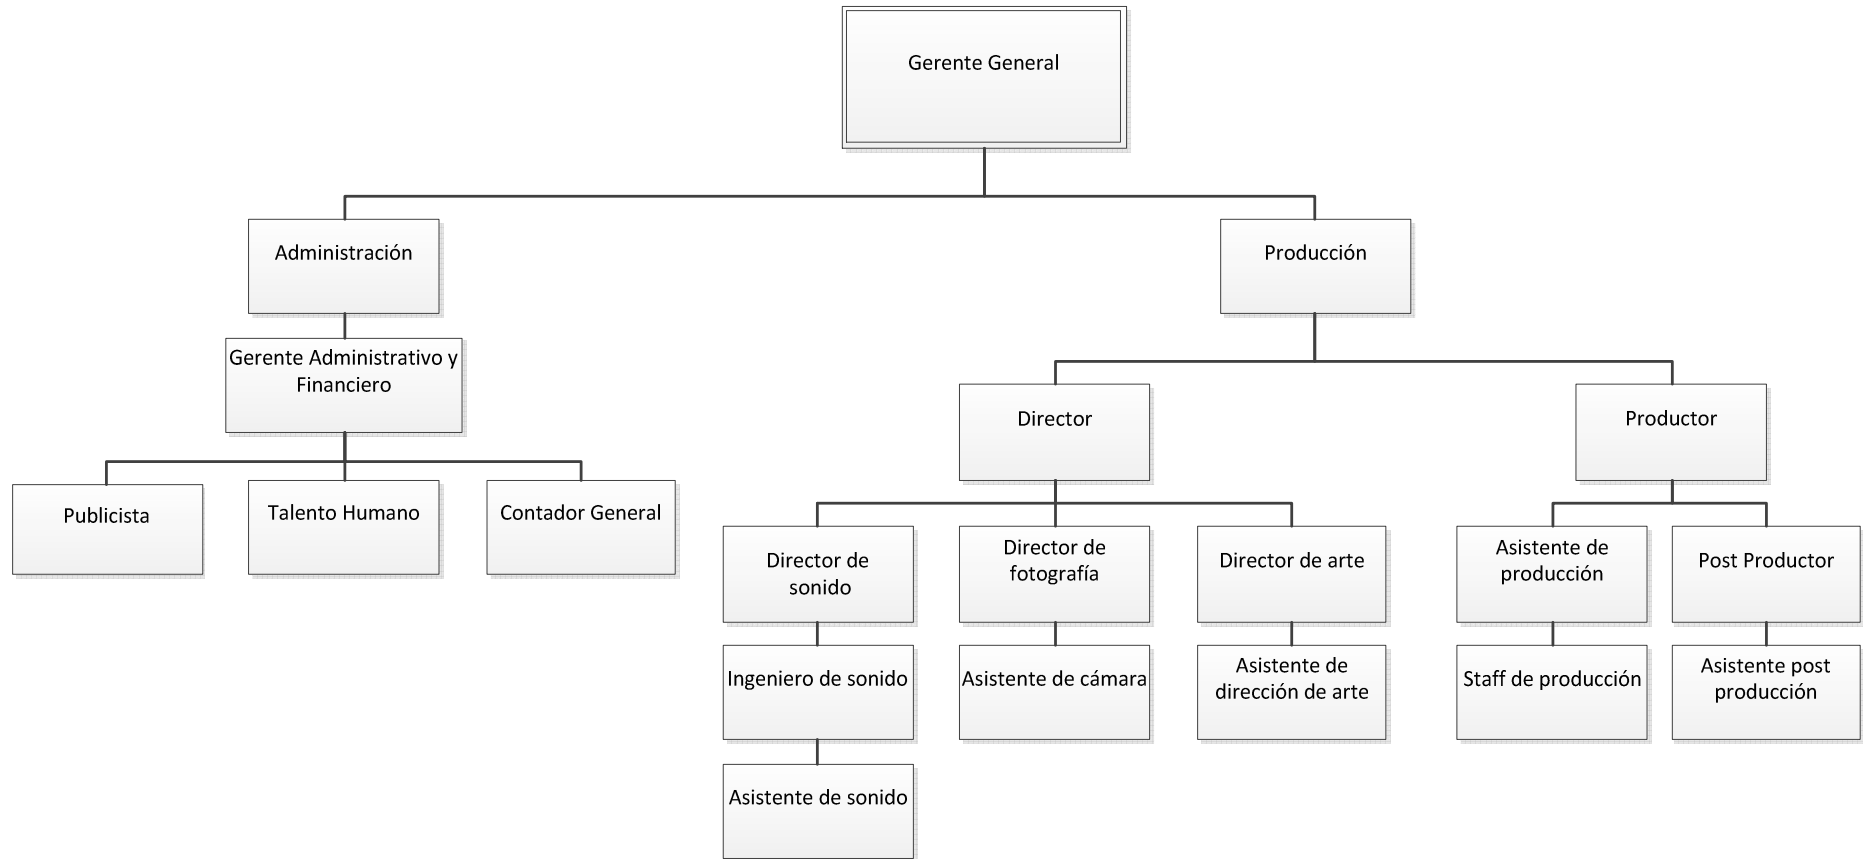 Gerente General
Administración
Producción
Gerente Administrativo y
Financiero
Director
Productor
Publicista
Talento Humano
Contador General
Director de
sonido
Director de
fotografía
Director de arte
Asistente de
producción
Post Productor
Ingeniero de sonido
Asistente de cámara
Asistente de
dirección de arte
Staff de producción
Asistente post
producción
Asistente de sonido